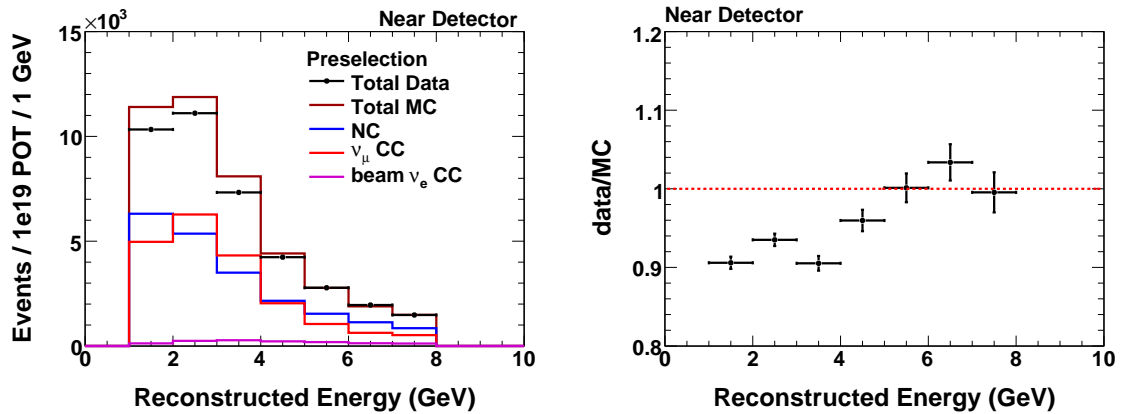 ×10³
Near Detector
15
10
5
0
0 2 4 6 8 10
Events / 1e19 POT / 1 GeV
Reconstructed Energy (GeV)
Preselection
Total Data
Total MC
NC
νμ CC
beam νe CC
Near Detector
1.2
1.1
1
0.9
0.8
0 2 4 6 8 10
data/MC
Reconstructed Energy (GeV)